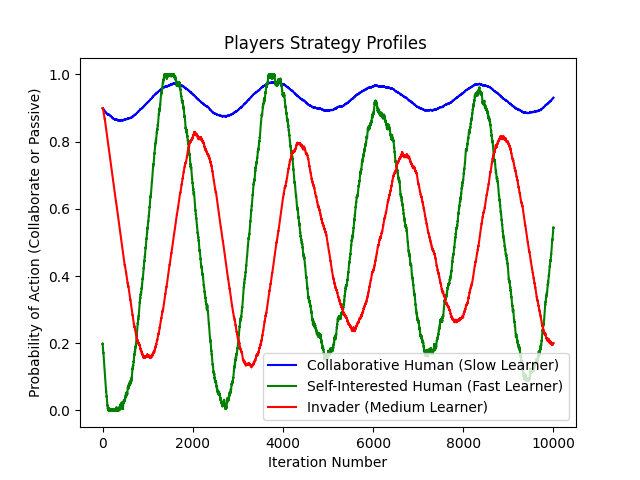 Players Strategy Profiles
Probability of Action (Collaborate or Passive)
1.0
0.8
0.6
0.4
0.2
0.0
Collaborative Human (Slow Learner)
Self-Interested Human (Fast Learner)
Invader (Medium Learner)
0 2000 4000 6000 8000 10000
Iteration Number